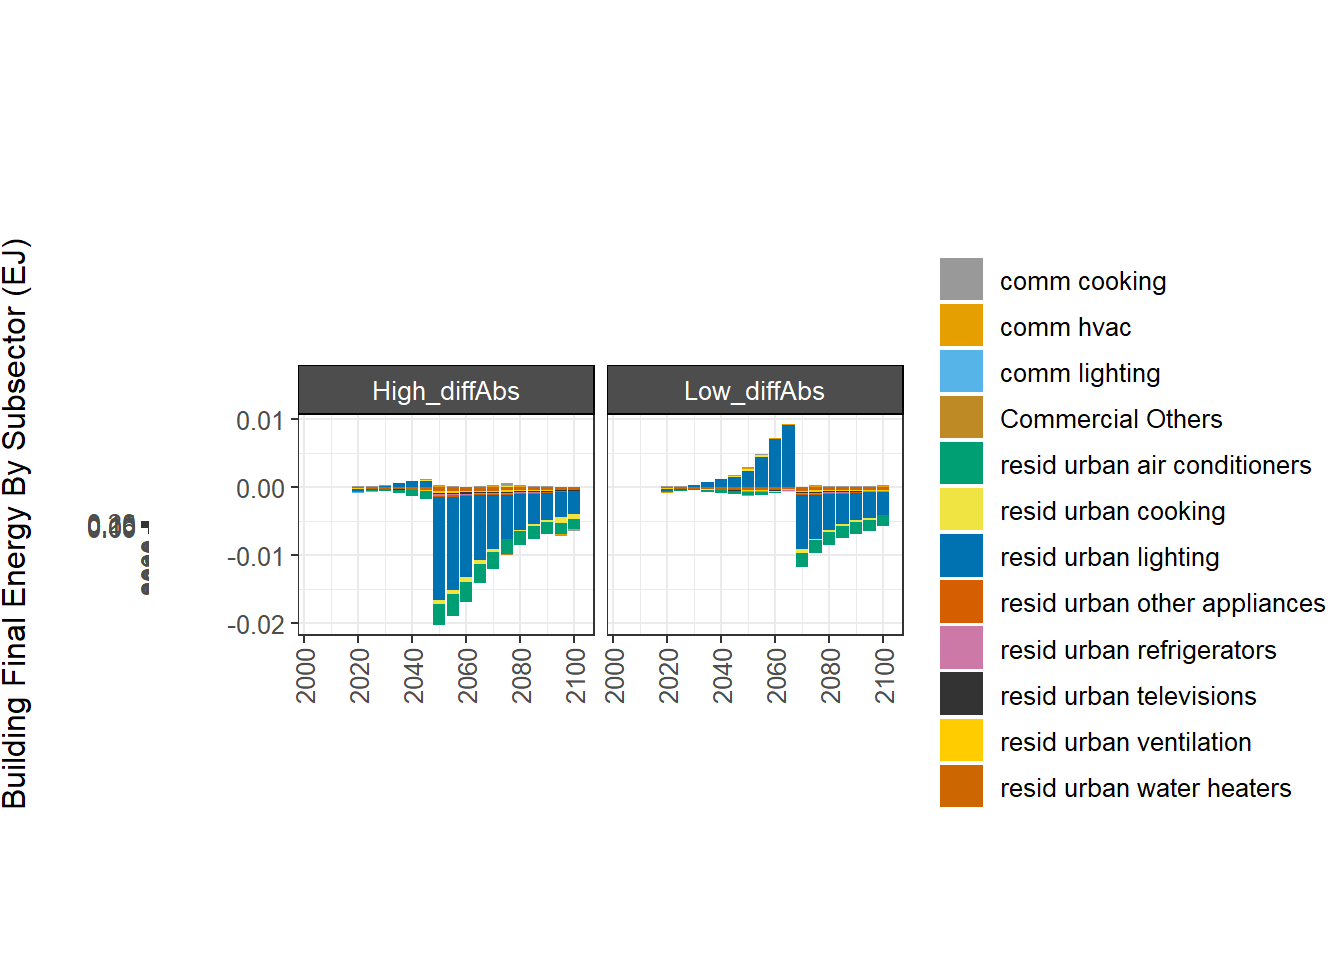 Building Final Energy By Subsector (EJ)
High_diffAbs
Low_diffAbs
0.01
0.00
-0.01
-0.02
2000
2020
2040
2060
2080
2100
2000
2020
2040
2060
2080
2100
comm cooking
comm hvac
comm lighting
Commercial Others
resid urban air conditioners
resid urban cooking
resid urban lighting
resid urban other appliances
resid urban refrigerators
resid urban televisions
resid urban ventilation
resid urban water heaters